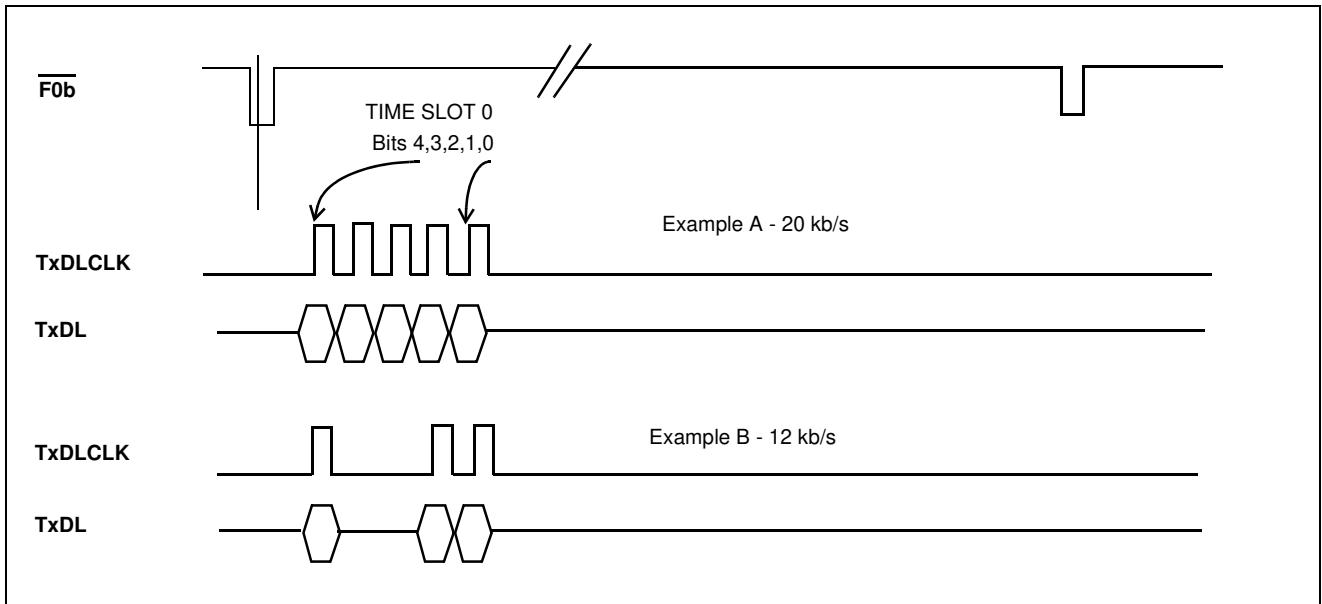 F0b
TIME SLOT 0
Bits 4,3,2,1,0
Example A - 20 kb/s
TxDLCLK
TxDL
Example B - 12 kb/s
TxDLCLK
TxDL